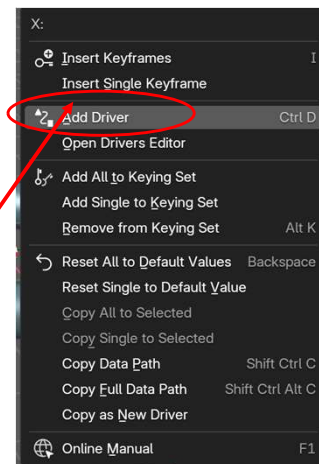 X:
Insert Keyframes I
Insert Single Keyframe
Add Driver Ctrl D
Open Drivers Editor
Add All to Keying Set
Add Single to Keying Set
Remove from Keying Set Alt K
Reset All to Default Values Backspace
Reset Single to Default Value
Copy All to Selected
Copy Single to Selected
Copy Data Path Shift Ctrl C
Copy Full Data Path Shift Ctrl Alt C
Copy as New Driver
Online Manual F1